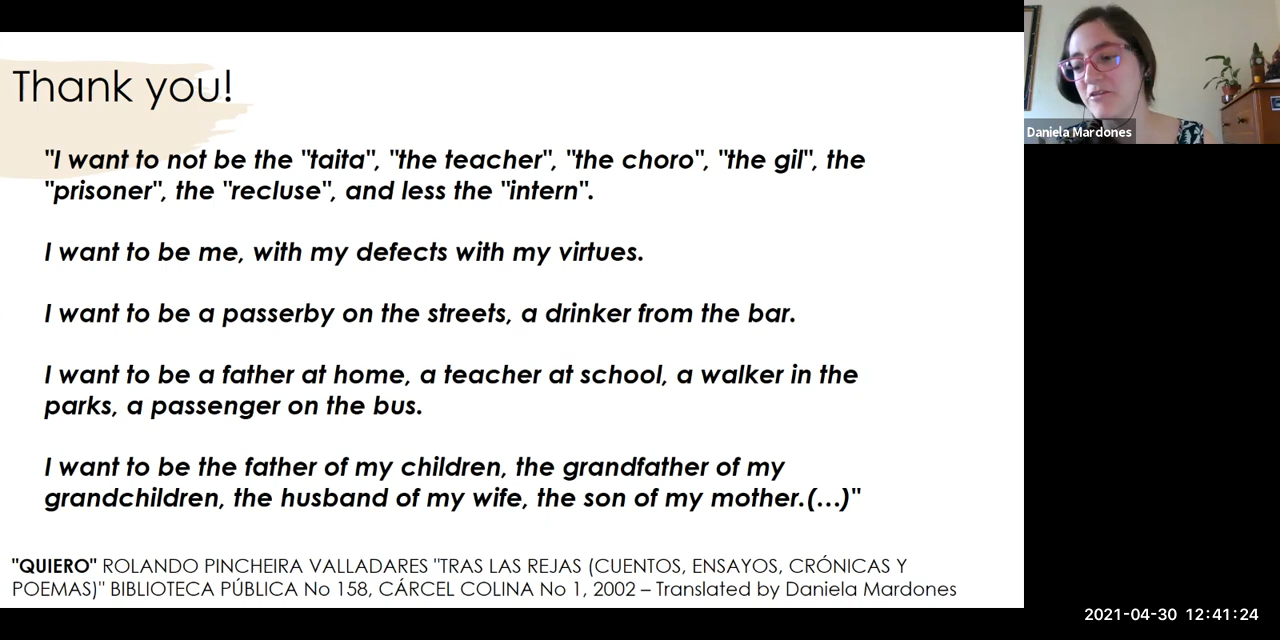 Thank you!
"I want to not be the "taita", "the teacher", "the choro", "the gil", the
"prisoner", the "recluse", and less the "intern".
I want to be me, with my defects with my virtues.
I want to be a passerby on the streets, a drinker from the bar.
I want to be a father at home, a teacher at school, a walker in the
parks, a passenger on the bus.
I want to be the father of my children, the grandfather of my
grandchildren, the husband of my wife, the son of my mother.(…)"
"QUIERO" ROLANDO PINCHEIRA VALLADARES "TRAS LAS REJAS (CUENTOS, ENSAYOS, CRÓNICAS Y
POEMAS)" BIBLIOTECA PÚBLICA No 158, CÁRCEL COLINA No 1, 2002 – Translated by Daniela Mardones
Daniela Mardones
2021-04-30 12:41:24